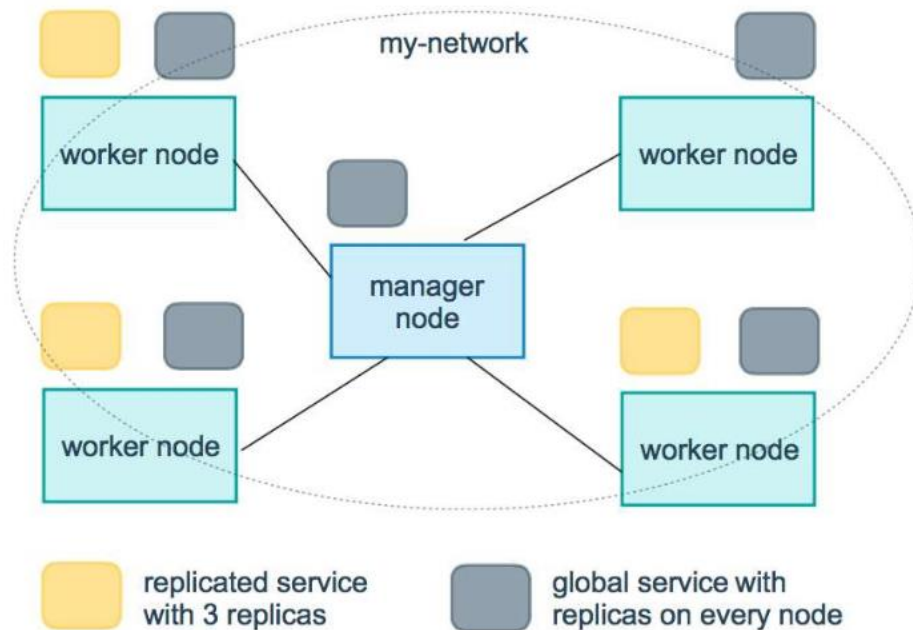 my-network
worker node
worker node
manager
node
worker node
worker node
replicated service
with 3 replicas
global service with
replicas on every node